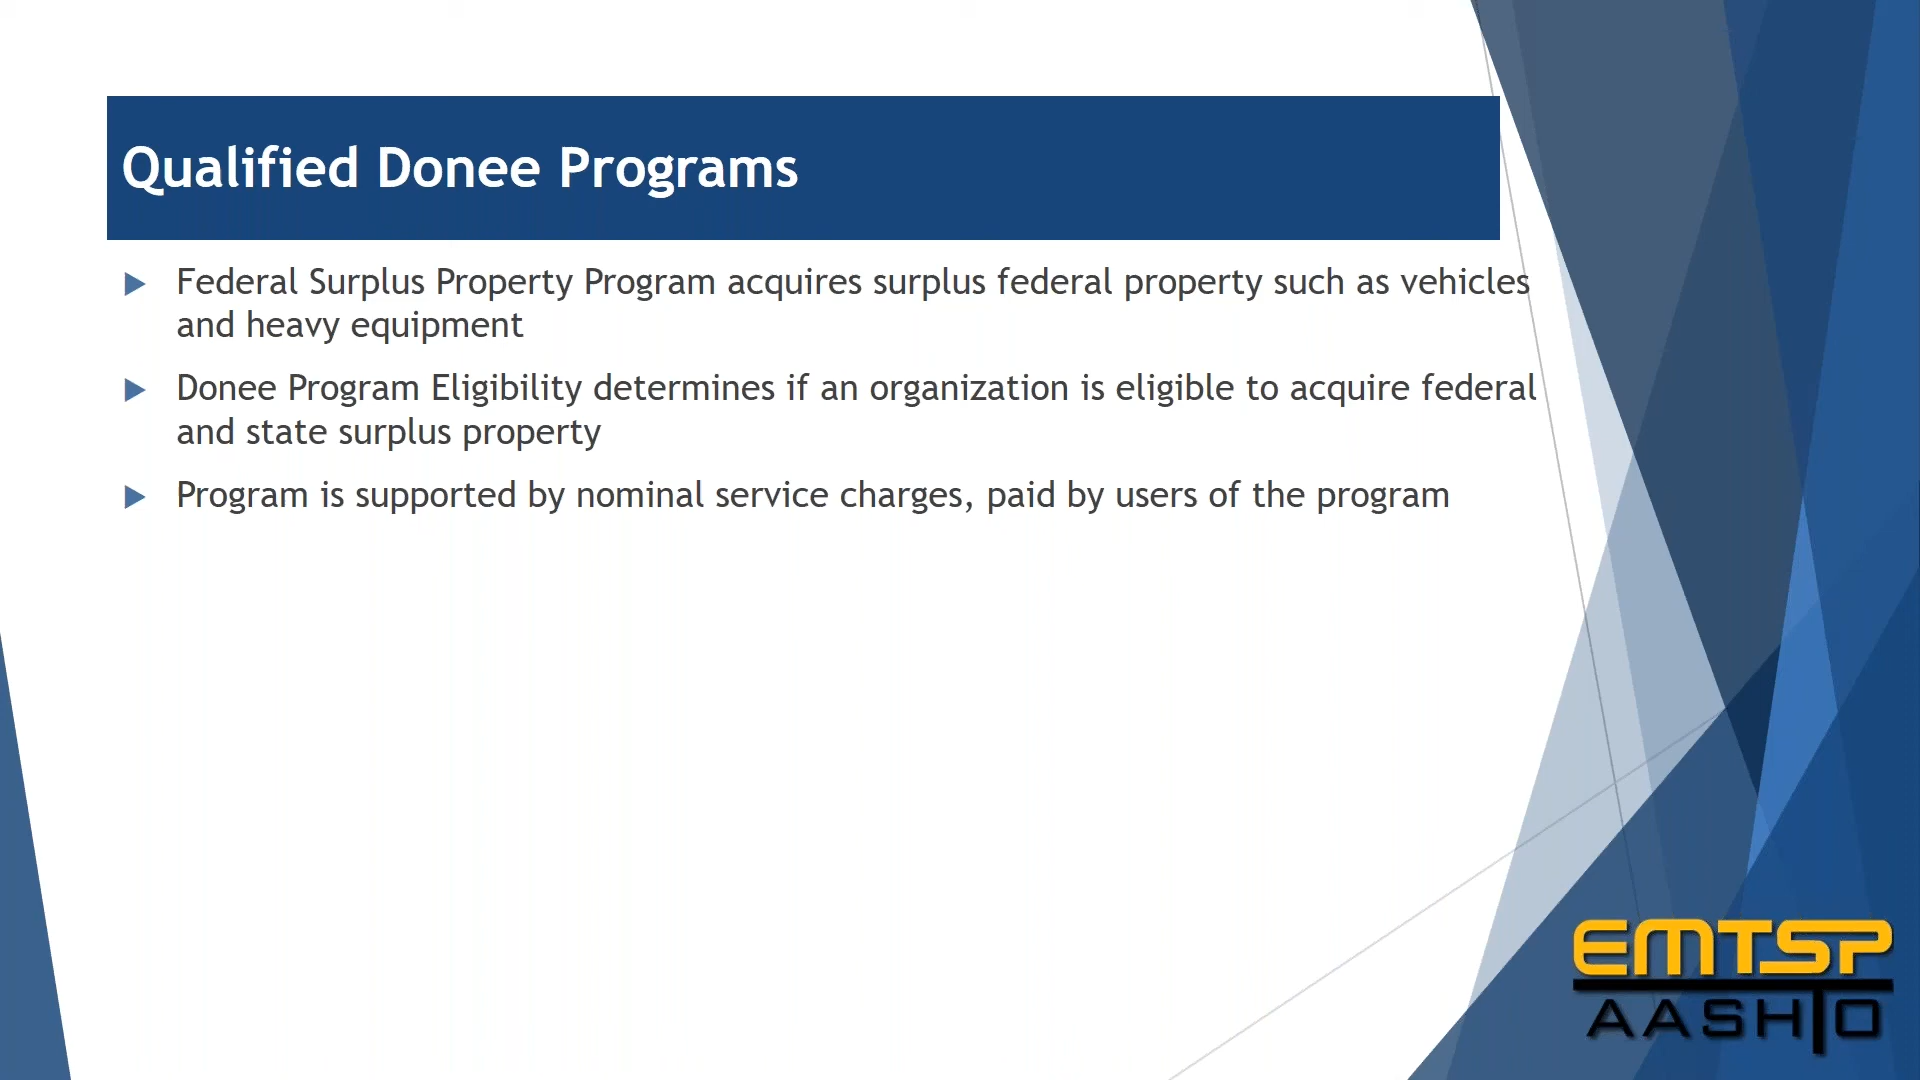 Qualified Donee Programs
Federal Surplus Property Program acquires surplus federal property such as vehicles
and heavy equipment
Donee Program Eligibility determines if an organization is eligible to acquire federal
and state surplus property
Program is supported by nominal service charges, paid by users of the program
EMTSP
AASHTO